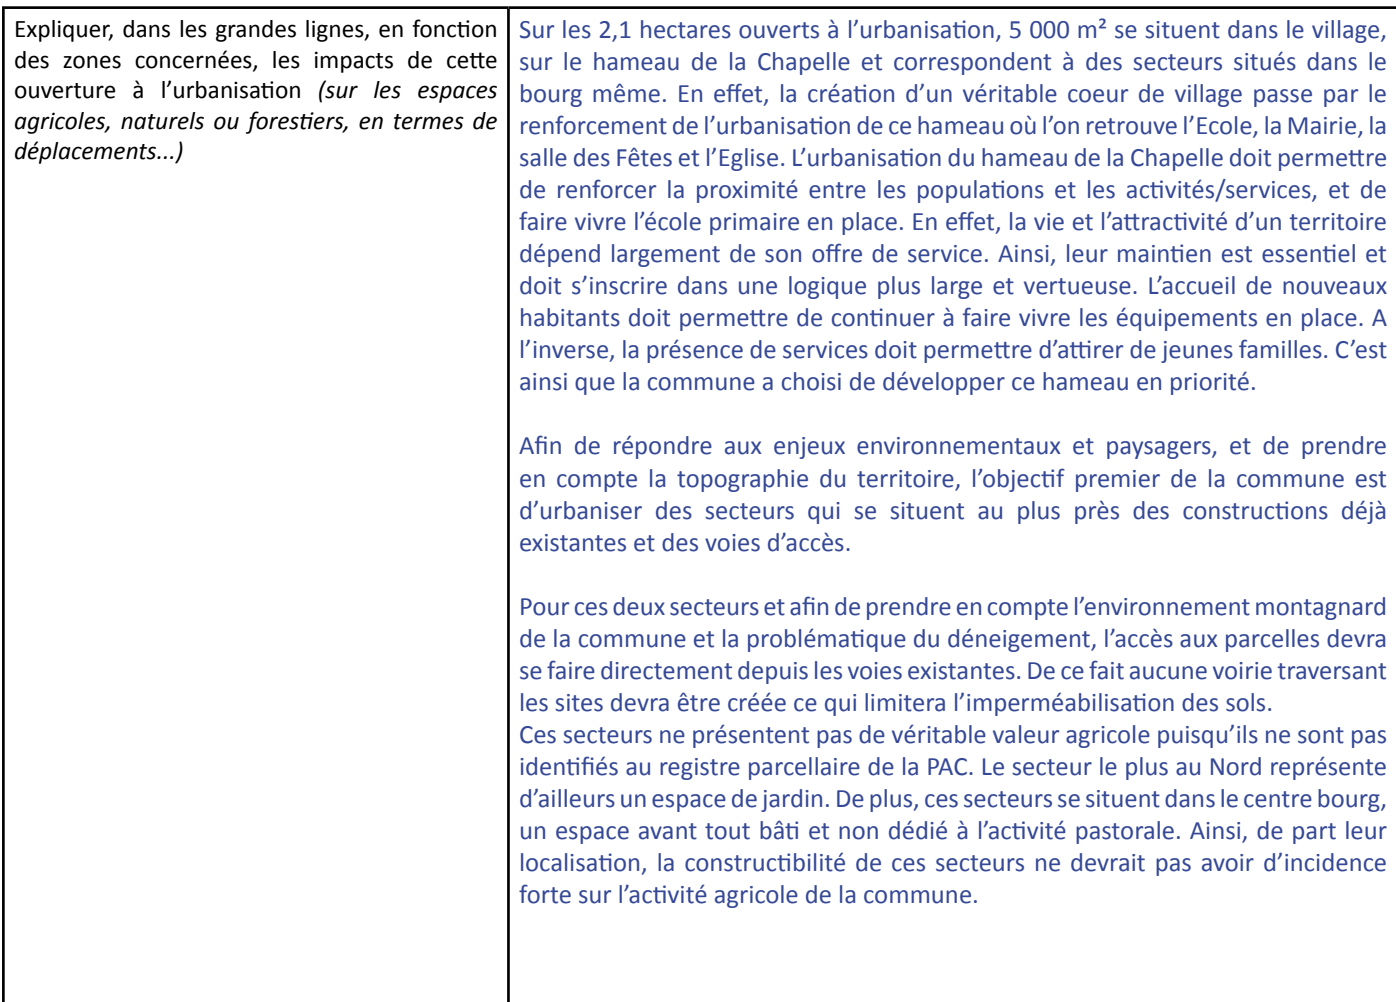 Expliquer, dans les grandes lignes, en fonction
des zones concernées, les impacts de cette
ouverture à l’urbanisation (sur les espaces
agricoles, naturels ou forestiers, en termes de
déplacements...)
Sur les 2,1 hectares ouverts à l’urbanisation, 5 000 m² se situent dans le village,
sur le hameau de la Chapelle et correspondent à des secteurs situés dans le
bourg même. En effet, la création d’un véritable coeur de village passe par le
renforcement de l’urbanisation de ce hameau où l’on retrouve l’Ecole, la Mairie, la
salle des Fêtes et l’Eglise. L’urbanisation du hameau de la Chapelle doit permettre
de renforcer la proximité entre les populations et les activités/services, et de
faire vivre l’école primaire en place. En effet, la vie et l’attractivité d’un territoire
dépend largement de son offre de service. Ainsi, leur maintien est essentiel et
doit s’inscrire dans une logique plus large et vertueuse. L’accueil de nouveaux
habitants doit permettre de continuer à faire vivre les équipements en place. A
l’inverse, la présence de services doit permettre d’attirer de jeunes familles. C’est
ainsi que la commune a choisi de développer ce hameau en priorité.
Afin de répondre aux enjeux environnementaux et paysagers, et de prendre
en compte la topographie du territoire, l’objectif premier de la commune est
d’urbaniser des secteurs qui se situent au plus près des constructions déjà
existantes et des voies d’accès.
Pour ces deux secteurs et afin de prendre en compte l’environnement montagnard
de la commune et la problématique du déneigement, l’accès aux parcelles devra
se faire directement depuis les voies existantes. De ce fait aucune voirie traversant
les sites devra être créée ce qui limitera l’imperméabilisation des sols.
Ces secteurs ne présentent pas de véritable valeur agricole puisqu’ils ne sont pas
identifiés au registre parcellaire de la PAC. Le secteur le plus au Nord représente
d’ailleurs un espace de jardin. De plus, ces secteurs se situent dans le centre bourg,
un espace avant tout bâti et non dédié à l’activité pastorale. Ainsi, de part leur
localisation, la constructibilité de ces secteurs ne devrait pas avoir d’incidence
forte sur l’activité agricole de la commune.